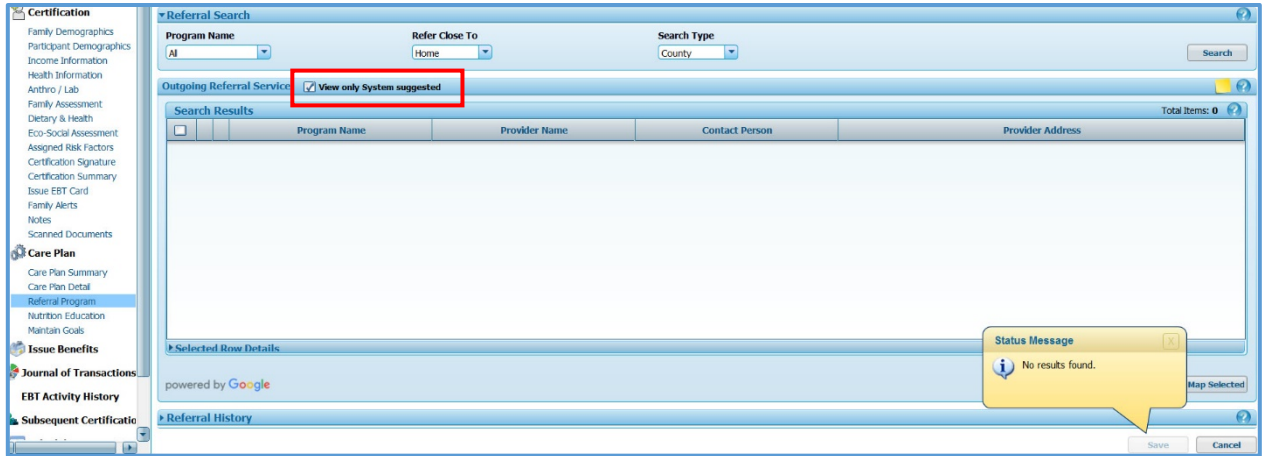 Certification
Family Demographics
Participant Demographics
Income Information
Health Information
Anthro / Lab
Family Assessment
Dietary & Health
Eco-Social Assessment
Assigned Risk Factors
Certification Signature
Certification Summary
Issue EBT Card
Family Alerts
Notes
Scanned Documents
Care Plan
Care Plan Summary
Care Plan Detail
Referral Program
Nutrition Education
Maintain Goals
Issue Benefits
Journal of Transactions
EBT Activity History
Subsequent Certificatio
Referral Search
Program Name Refer Close To Search Type
All Home County Search
Outgoing Referral Service View only System suggested
Search Results Total Items: 0
Program Name Provider Name Contact Person Provider Address
Selected Row Details
Status Message
No results found.
powered by Google Map Selected
Referral History
Save Cancel